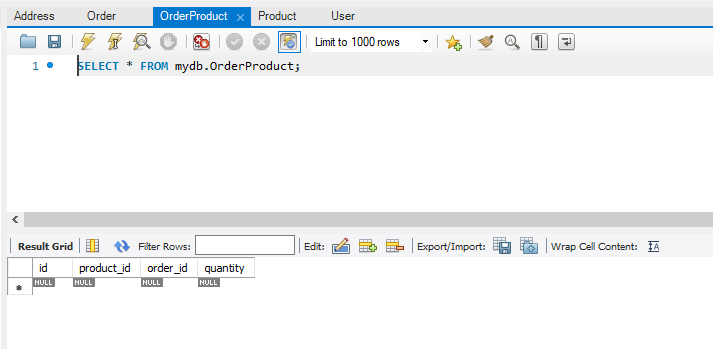 Address Order OrderProduct Product User
Limit to 1000 rows
1 SELECT * FROM mydb.OrderProduct;
Result Grid Filter Rows: Edit: Export/Import: Wrap Cell Content:
id product_id order_id quantity
NULL NULL NULL NULL